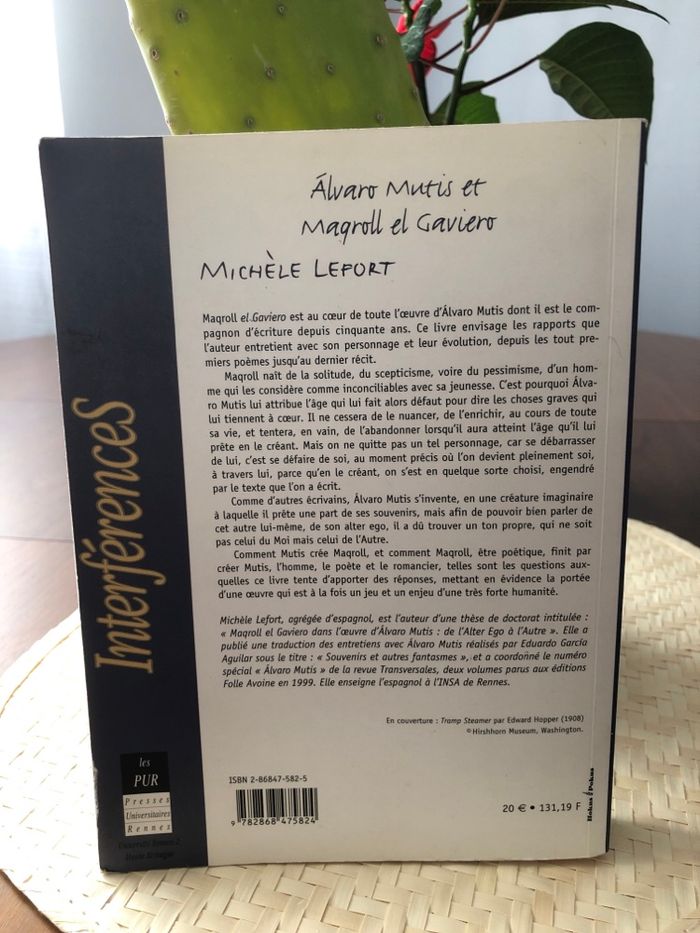 Álvaro Mutis et
Maqroll el Gaviero
MICHÈLE LEFORT
Maqroll el Gaviero est au cœur de toute l'œuvre d'Álvaro Mutis dont il est le com-
pagnon d'écriture depuis cinquante ans. Ce livre envisage les rapports que
l'auteur entretient avec son personnage et leur évolution, depuis les tout pre-
miers poèmes jusqu'au dernier récit.
Maqroll naît de la solitude, du scepticisme, voire du pessimisme, d'un hom-
me qui les considère comme inconciliables avec sa jeunesse. C'est pourquoi Álva-
ro Mutis lui attribue l'âge qui lui fait alors défaut pour dire les choses graves qui
lui tiennent à cœur. Il ne cessera de le nuancer, de l'enrichir, au cours de toute
sa vie, et tentera, en vain, de l'abandonner lorsqu'il aura atteint l'âge qu'il lui
prête en le créant. Mais on ne quitte pas un tel personnage, car se débarrasser
de lui, c'est se défaire de soi, au moment précis où l'on devient pleinement soi,
à travers lui, parce qu'en le créant, on s'est en quelque sorte choisi, engendré
par le texte que l'on a écrit.
Comme d'autres écrivains, Álvaro Mutis s'invente, en une créature imaginaire
à laquelle il prête une part de ses souvenirs, mais afin de pouvoir bien parler de
cet autre lui-même, de son alter ego, il a dû trouver un ton propre, qui ne soit
pas celui du Moi mais celui de l'Autre.
Comment Mutis crée Maqroll, et comment Maqroll, être poétique, finit par
créer Mutis, l'homme, le poète et le romancier, telles sont les questions aux-
quelles ce livre tente d'apporter des réponses, mettant en évidence la portée
d'une œuvre qui est à la fois un jeu et un enjeu d'une très forte humanité.
Michèle Lefort, agrégée d'espagnol, est l'auteur d'une thèse de doctorat intitulée :
« Maqroll el Gaviero dans l'œuvre d'Álvaro Mutis : de l'Alter Ego à l'Autre ». Elle a
publié une traduction des entretiens avec Álvaro Mutis réalisés par Eduardo García
Aguilar sous le titre : « Souvenirs et autres fantasmes », et a coordonné le numéro
spécial « Álvaro Mutis » de la revue Transversales, deux volumes parus aux éditions
Folle Avoine en 1999. Elle enseigne l'espagnol à l'INSA de Rennes.
En couverture : Tramp Steamer par Edward Hopper (1908)
© Hirshhorn Museum, Washington.
ISBN 2-86847-582-5
9 782868 475824
20 € • 131,19 F
Hokus Pokus
Interférences
les
PUR
Presses
Universitaires
Rennes
Université Rennes 2
Haute Bretagne